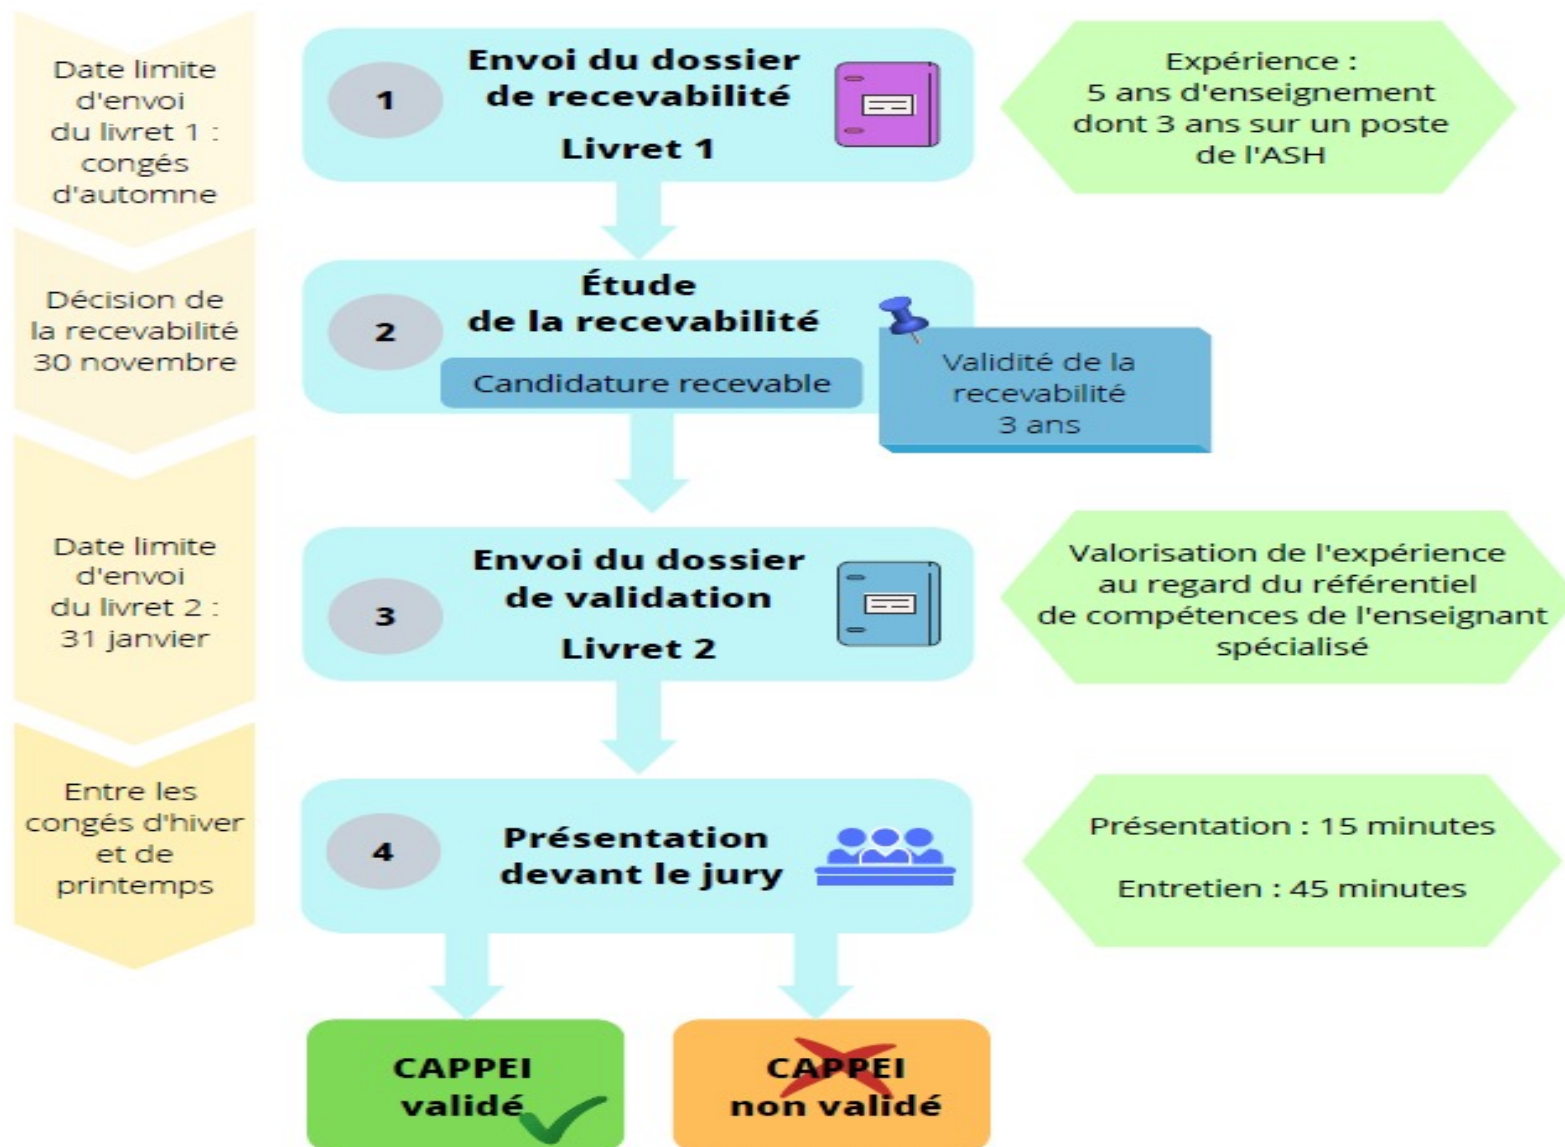 Date limite
d'envoi
du livret 1 :
congés
d'automne
1
Envoi du dossier
de recevabilité
Livret 1
Expérience :
5 ans d'enseignement
dont 3 ans sur un poste
de l'ASH
Décision de
la recevabilité
30 novembre
2
Étude
de la recevabilité
Candidature recevable
Validité de la
recevabilité
3 ans
Date limite
d'envoi
du livret 2 :
31 janvier
3
Envoi du dossier
de validation
Livret 2
Valorisation de l'expérience
au regard du référentiel
de compétences de l'enseignant
spécialisé
Entre les
congés d'hiver
et de
printemps
4
Présentation
devant le jury
Présentation : 15 minutes
Entretien : 45 minutes
CAPPEI
validé
CAPPEI
non validé